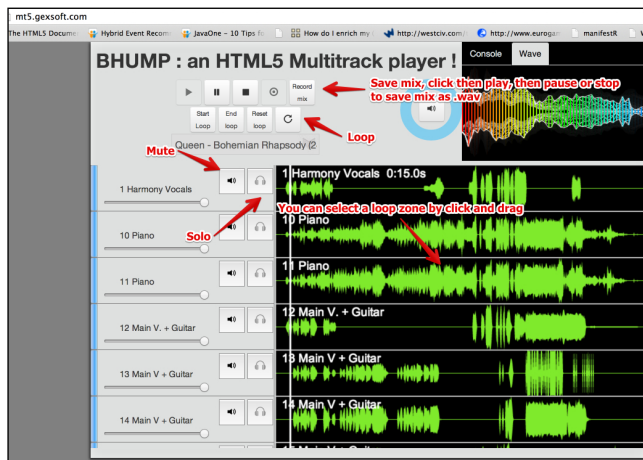 mt5.gexsoft.com
The HTML5 Docume
Hybrid Event Recom
JavaOne – 10 Tips fo
How do I enrich my
http://westciv.com/
http://www.eurogan
manifestR
BHUMP : an HTML5 Multitrack player !
Console
Wave
Record mix
Save mix, click then play, then pause or stop
to save mix as .wav
Start Loop
End loop
Reset loop
Loop
Queen - Bohemian Rhapsody (2
Mute
Solo
1 Harmony Vocals
1 Harmony Vocals 0:15.0s
You can select a loop zone by click and drag
10 Piano
10 Piano
11 Piano
11 Piano
12 Main V. + Guitar
12 Main V. + Guitar
13 Main V + Guitar
13 Main V + Guitar
14 Main V + Guitar
14 Main V + Guitar